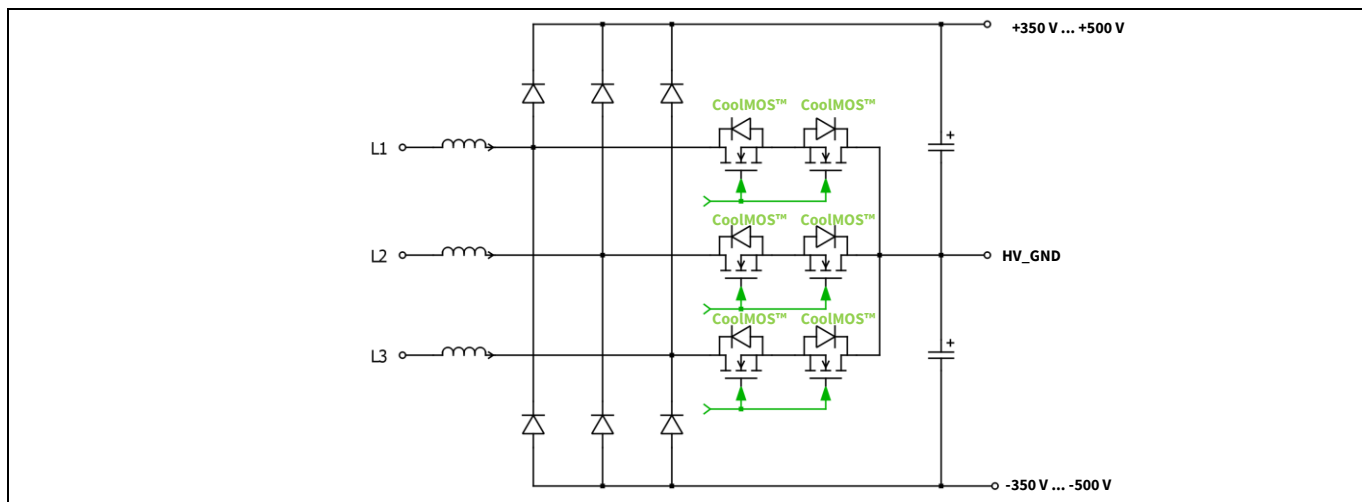 +350 V ... +500 V
CoolMOS™ CoolMOS™
L1
+
CoolMOS™ CoolMOS™
L2
HV_GND
CoolMOS™ CoolMOS™
+
L3
-350 V ... -500 V